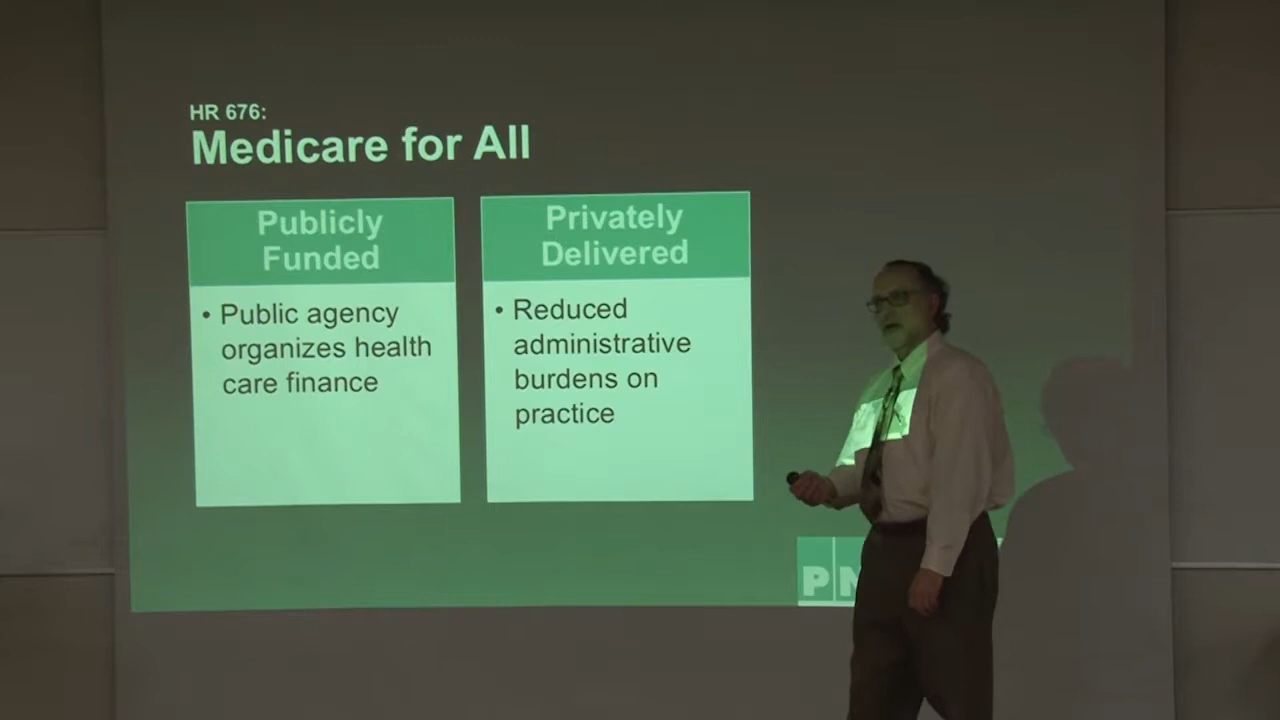 HR 676:
Medicare for All
Publicly
Funded
• Public agency
organizes health
care finance
Privately
Delivered
• Reduced
administrative
burdens on
practice
PN